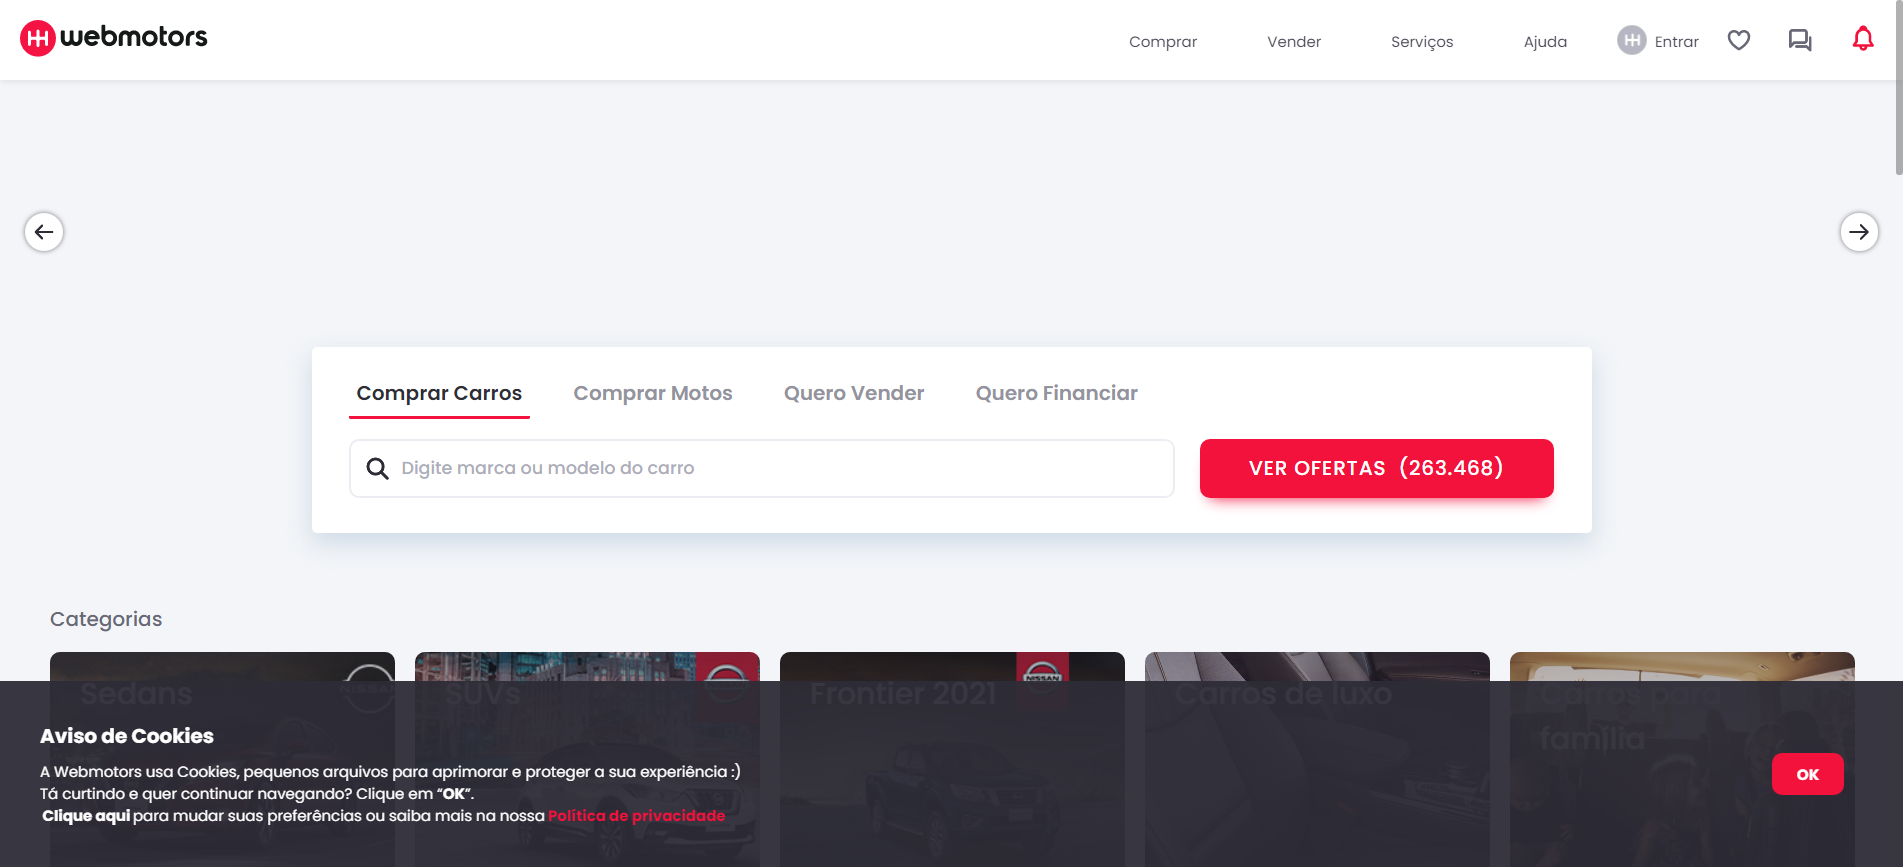 webmotors
Comprar
Vender
Serviços
Ajuda
Entrar
Comprar Carros
Comprar Motos
Quero Vender
Quero Financiar
Digite marca ou modelo do carro
VER OFERTAS (263.468)
Categorias
Sedans
NISSAN
SUVs
Frontier 2021
NISSAN
Carros de luxo
Carros para
família
Aviso de Cookies
A Webmotors usa Cookies, pequenos arquivos para aprimorar e proteger a sua experiência :)
Tá curtindo e quer continuar navegando? Clique em “OK”.
Clique aqui para mudar suas preferências ou saiba mais na nossa Política de privacidade
OK